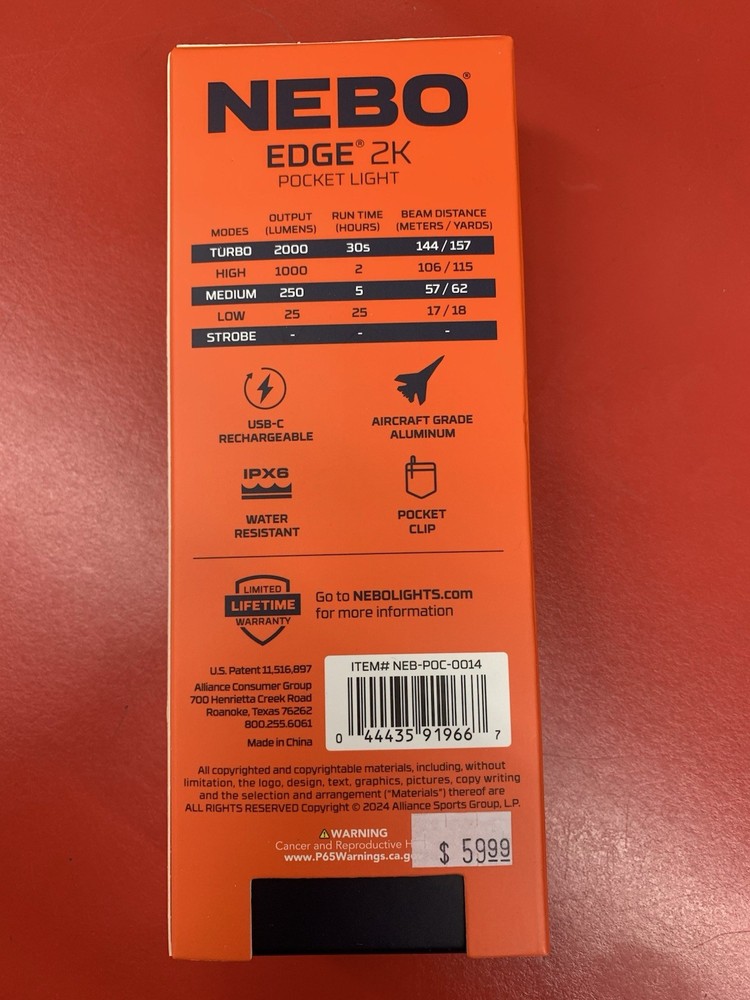 NEBO®
EDGE® 2K
POCKET LIGHT
MODES OUTPUT (LUMENS) RUN TIME (HOURS) BEAM DISTANCE (METERS / YARDS)
TURBO 2000 30s 144 / 157
HIGH 1000 2 106 / 115
MEDIUM 250 5 57 / 62
LOW 25 25 17 / 18
STROBE - - -
USB-C
RECHARGEABLE
AIRCRAFT GRADE
ALUMINUM
IPX6
WATER
RESISTANT
POCKET
CLIP
LIMITED
LIFETIME
WARRANTY
Go to NEBOLIGHTS.com
for more information
U.S. Patent 11,516,897
Alliance Consumer Group
700 Henrietta Creek Road
Roanoke, Texas 76262
800.255.6061
Made in China
ITEM# NEB-POC-0014
0 44435 91966 7
All copyrighted and copyrightable materials, including, without
limitation, the logo, design, text, graphics, pictures, copy writing
and the selection and arrangement ("Materials") thereof are
ALL RIGHTS RESERVED Copyright © 2024 Alliance Sports Group, L.P.
⚠WARNING
Cancer and Reproductive
www.P65Warnings.ca.go
$ 59.99